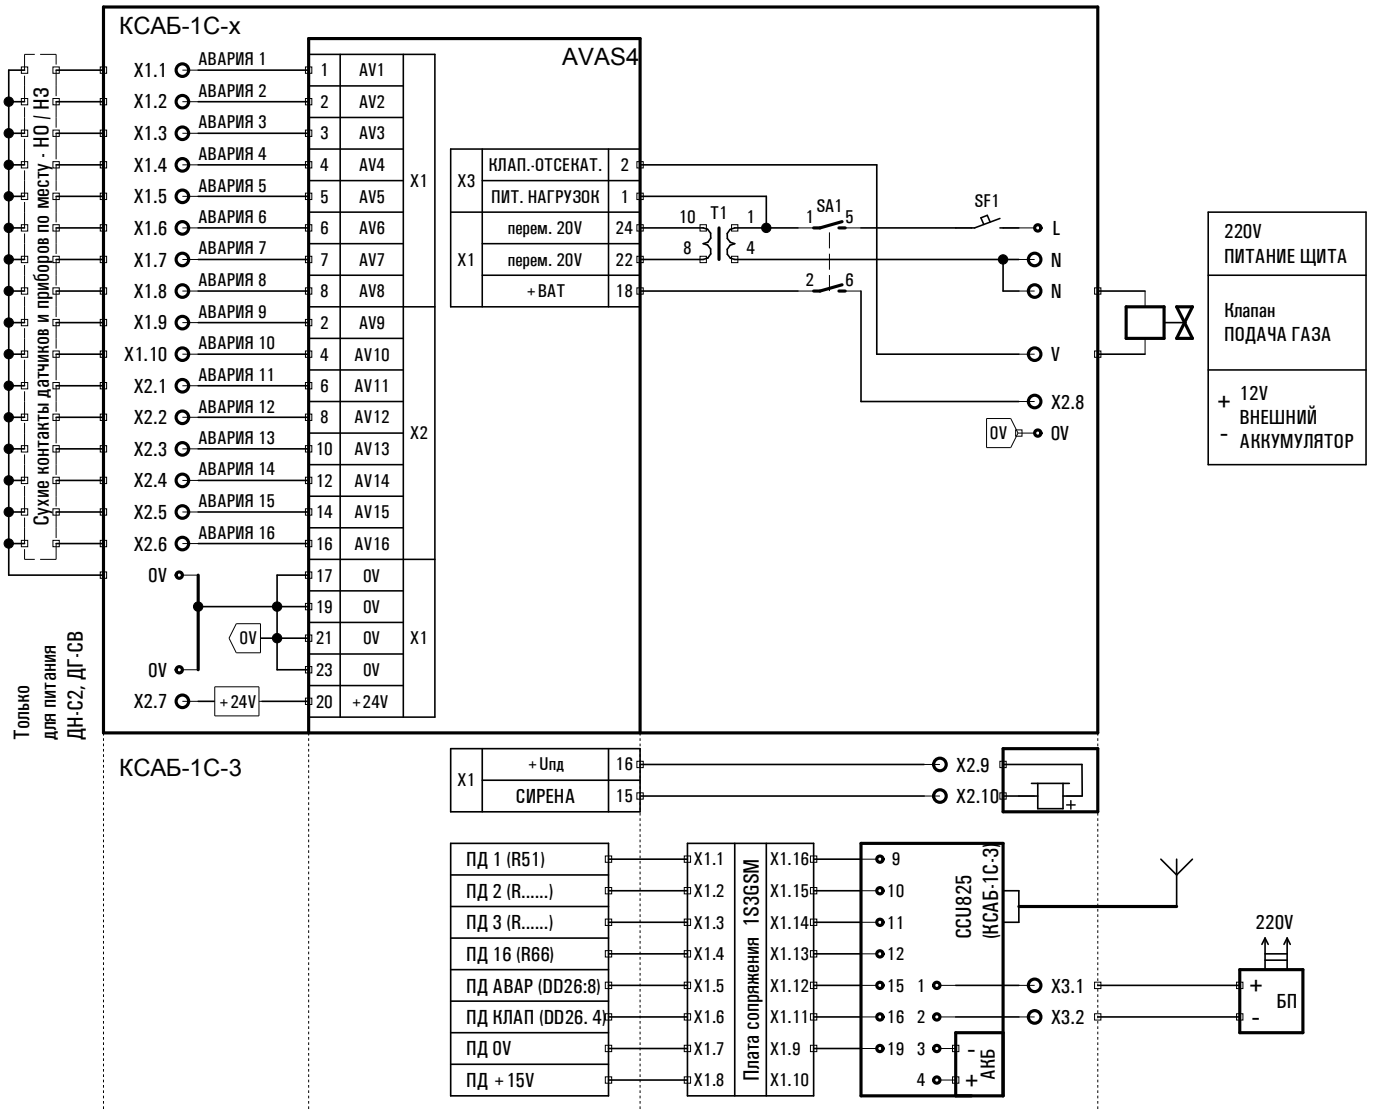 КСАБ-1С-х
AVAS4
Сухие контакты датчиков и приборов по месту - НО / НЗ
X1.1 АВАРИЯ 1 1 AV1
X1.2 АВАРИЯ 2 2 AV2
X1.3 АВАРИЯ 3 3 AV3
X1.4 АВАРИЯ 4 4 AV4
X1.5 АВАРИЯ 5 5 AV5
X1.6 АВАРИЯ 6 6 AV6
X1.7 АВАРИЯ 7 7 AV7
X1.8 АВАРИЯ 8 8 AV8
X1
X1.9 АВАРИЯ 9 2 AV9
X1.10 АВАРИЯ 10 4 AV10
X2.1 АВАРИЯ 11 6 AV11
X2.2 АВАРИЯ 12 8 AV12
X2.3 АВАРИЯ 13 10 AV13
X2.4 АВАРИЯ 14 12 AV14
X2.5 АВАРИЯ 15 14 AV15
X2.6 АВАРИЯ 16 16 AV16
X2
0V 17 0V
19 0V
0V 21 0V
0V 23 0V
X2.7 +24V 20 +24V
X1
Только
для питания
ДН-С2, ДГ-СВ
X3 КЛАП.-ОТСЕКАТ. 2
ПИТ. НАГРУЗОК 1
X1 перем. 20V 24
перем. 20V 22
+BAT 18
10 T1 1
8 4
1 SA1 5
2 6
SF1
L
N
N
V
X2.8
0V 0V
220V
ПИТАНИЕ ЩИТА
Клапан
ПОДАЧА ГАЗА
+ 12V
ВНЕШНИЙ
- АККУМУЛЯТОР
КСАБ-1С-3
X1 +Uпд 16 X2.9
СИРЕНА 15 X2.10
+
ПД 1 (R51) X1.1 X1.16 9
ПД 2 (R......) X1.2 X1.15 10
ПД 3 (R......) X1.3 X1.14 11
ПД 16 (R66) X1.4 X1.13 12
ПД АВАР (DD26:8) X1.5 X1.12 15 1 X3.1
ПД КЛАП (DD26. 4) X1.6 X1.11 16 2 X3.2
ПД 0V X1.7 X1.9 19 3 -
ПД +15V X1.8 X1.10 4 +
Плата сопряжения 1S3GSM
CCU825
(КСАБ-1С-3)
АКБ
220V
+
-
БП